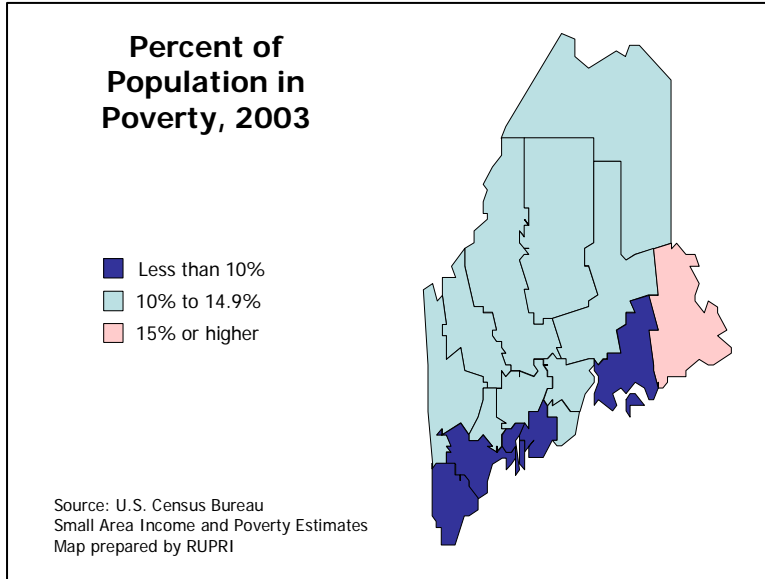 Percent of
Population in
Poverty, 2003
Less than 10%
10% to 14.9%
15% or higher
Source: U.S. Census Bureau
Small Area Income and Poverty Estimates
Map prepared by RUPRI